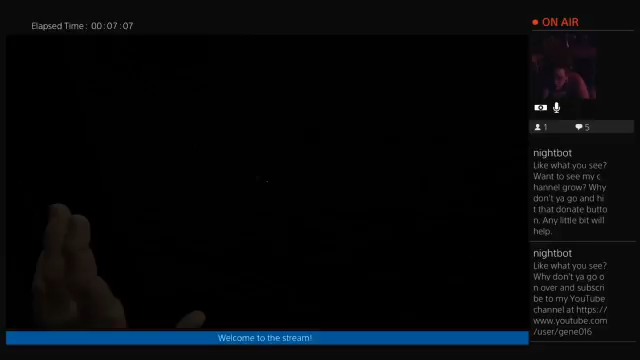 Elapsed Time : 00:07:07
ON AIR
1
5
nightbot
Like what you see?
Want to see my c
hannel grow? Why
don't ya go and hi
t that donate butto
n. Any little bit will
help.
nightbot
Like what you see?
Why don't ya go o
n over and subscri
be to my YouTube
channel at https://
www.youtube.com
/user/gene016
Welcome to the stream!